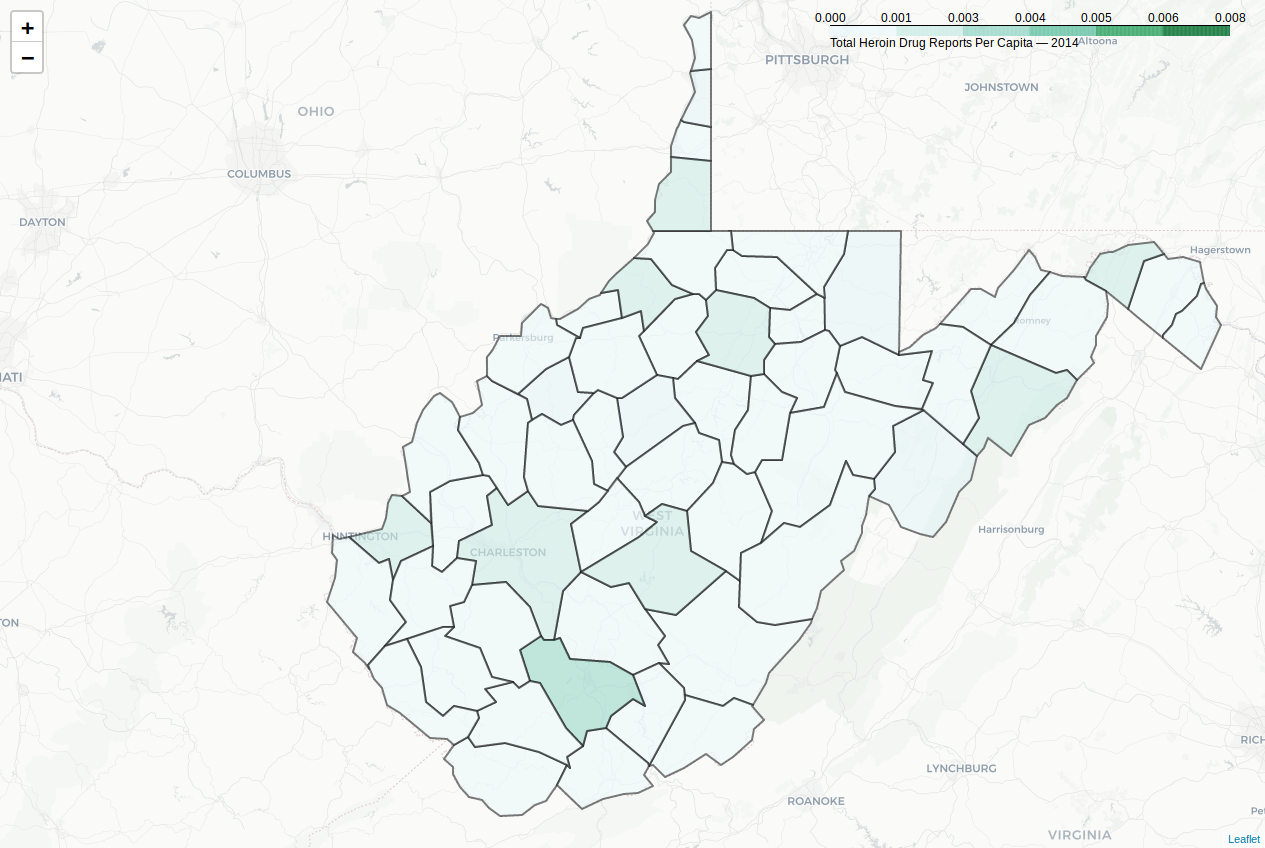 +
−
0.000 0.001 0.003 0.004 0.005 0.006 0.008
Total Heroin Drug Reports Per Capita — 2014
Altoona
PITTSBURGH
JOHNSTOWN
OHIO
COLUMBUS
DAYTON
Hagerstown
Romney
Parkersburg
ATI
WEST
VIRGINIA
HUNTINGTON
CHARLESTON
Harrisonburg
TON
RICH
LYNCHBURG
ROANOKE
Pet
VIRGINIA
Leaflet